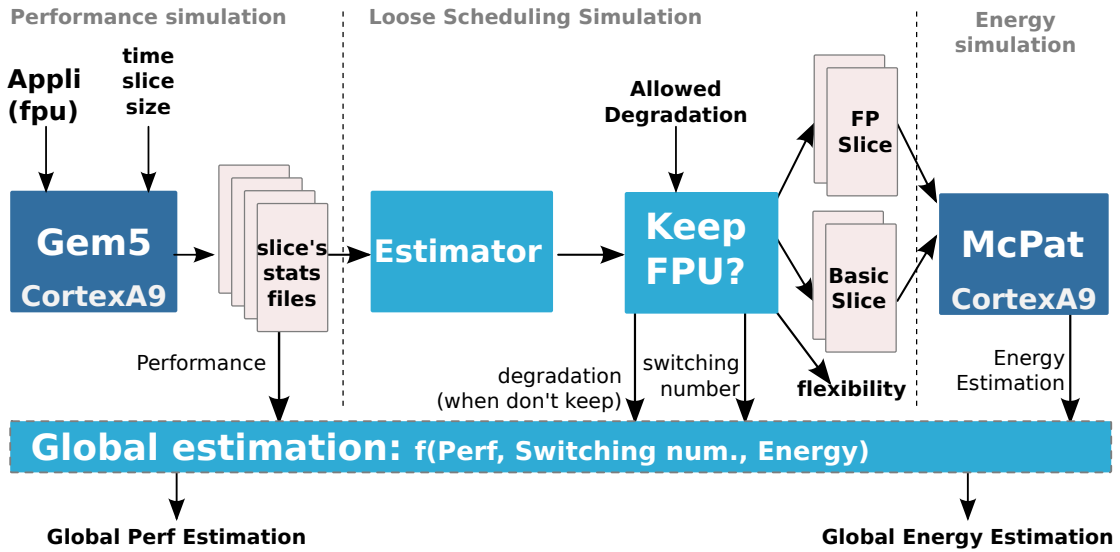 Performance simulation
Loose Scheduling Simulation
Energy
simulation
Appli
(fpu)
time
slice
size
Allowed
Degradation
FP
Slice
Gem5
CortexA9
slice's
stats
files
Estimator
Keep
FPU?
Basic
Slice
McPat
CortexA9
Performance
degradation
(when don't keep)
switching
number
flexibility
Energy
Estimation
Global estimation: f(Perf, Switching num., Energy)
Global Perf Estimation
Global Energy Estimation